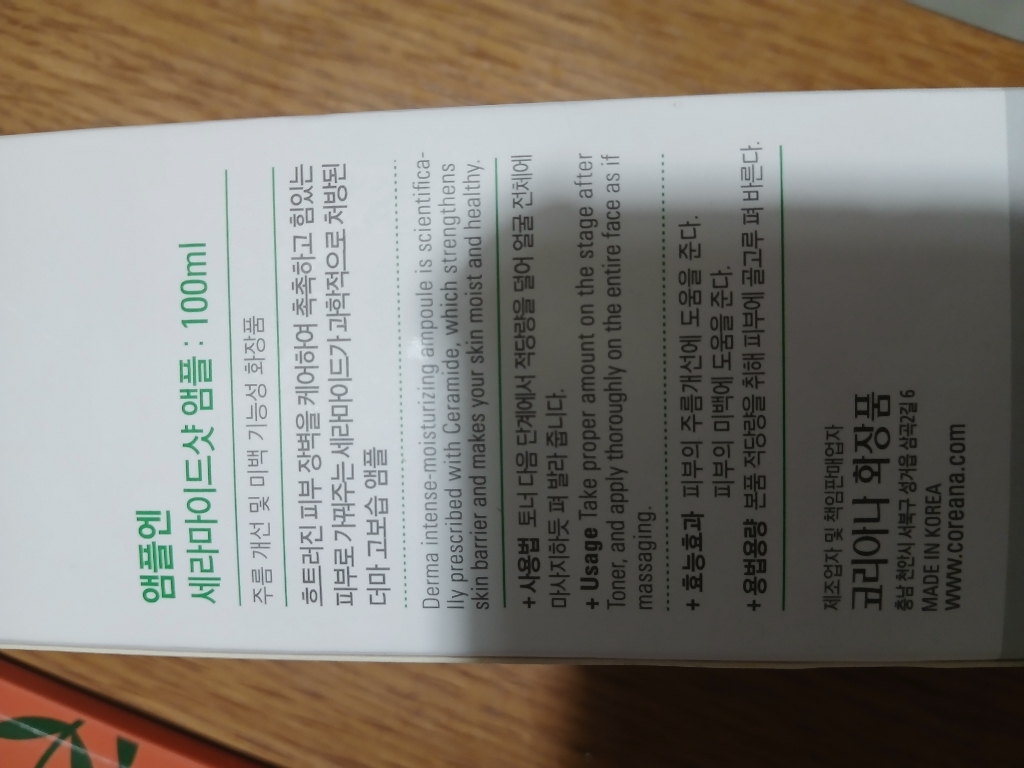 앰플엔
세라마이드샷 앰플 : 100ml
주름 개선 및 미백 기능성 화장품
흐트러진 피부 장벽을 케어하여 촉촉하고 힘있는
피부로 가꿔주는 세라마이드가 과학적으로 처방된
더마 고보습 앰플
Derma intense-moisturizing ampoule is scientifica-
lly prescribed with Ceramide, which strengthens
skin barrier and makes your skin moist and healthy.
+ 사용법 토너 다음 단계에서 적당량을 덜어 얼굴 전체에
마사지하듯 펴 발라 줍니다.
+ Usage Take proper amount on the stage after
Toner, and apply thoroughly on the entire face as if
massaging.
+ 효능효과 피부의 주름개선에 도움을 준다.
피부의 미백에 도움을 준다.
+ 용법용량 본품 적당량을 취해 피부에 골고루 펴 바른다.
제조업자 및 책임판매업자
코리아나 화장품
충남 천안시 서북구 성거읍 삼곡2길 6
MADE IN KOREA
www.coreana.com